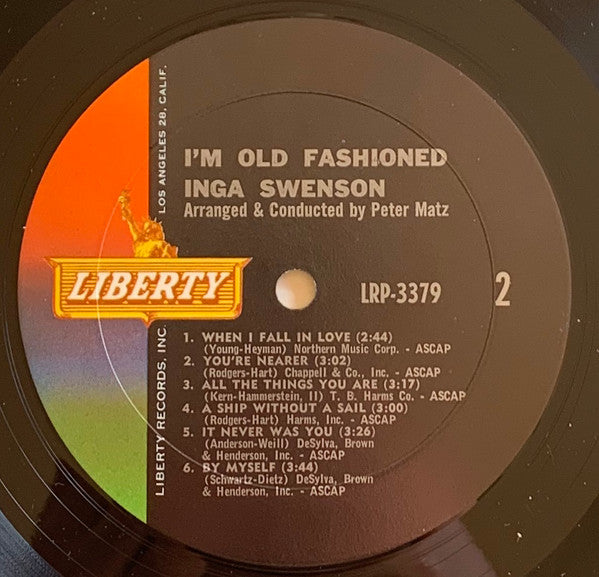 I'M OLD FASHIONED
INGA SWENSON
Arranged & Conducted by Peter Matz
LIBERTY
LRP-3379
2
1. WHEN I FALL IN LOVE (2:44)
(Young-Heyman) Northern Music Corp. - ASCAP
2. YOU'RE NEARER (3:02)
(Rodgers-Hart) Chappell & Co., Inc. - ASCAP
3. ALL THE THINGS YOU ARE (3:17)
(Kern-Hammerstein, II) T. B. Harms Co. - ASCAP
4. A SHIP WITHOUT A SAIL (3:00)
(Rodgers-Hart) Harms, Inc. - ASCAP
5. IT NEVER WAS YOU (3:26)
(Anderson-Weill) DeSylva, Brown
& Henderson, Inc. - ASCAP
6. BY MYSELF (3:44)
(Schwartz-Dietz) DeSylva, Brown
& Henderson, Inc. - ASCAP
LIBERTY RECORDS, INC. LOS ANGELES 28, CALIF.